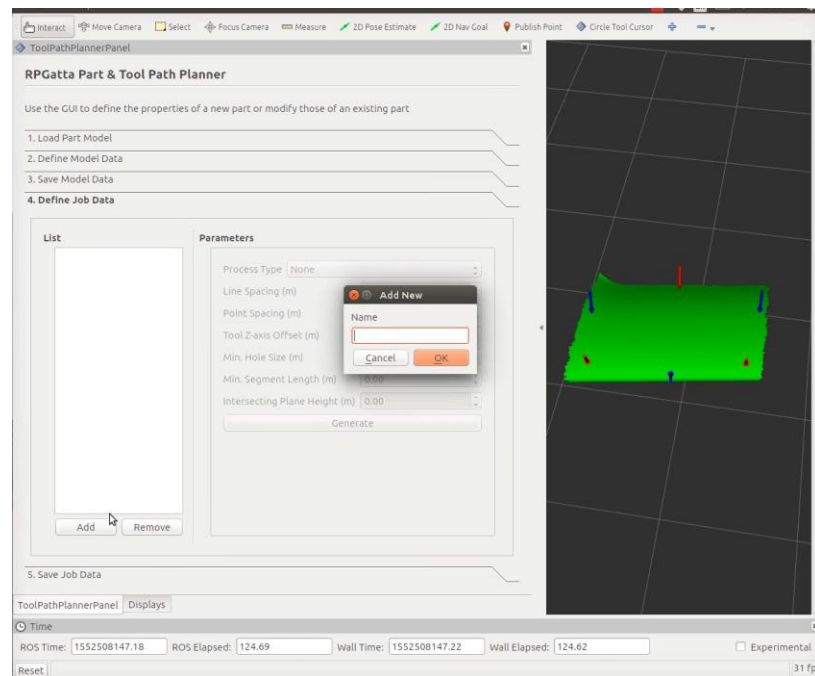 Interact Move Camera Select Focus Camera Measure 2D Pose Estimate 2D Nav Goal Publish Point Circle Tool Cursor
ToolPathPlannerPanel
RPGatta Part & Tool Path Planner
Use the GUI to define the properties of a new part or modify those of an existing part
1. Load Part Model
2. Define Model Data
3. Save Model Data
4. Define Job Data
List
Parameters
Process Type None
Line Spacing (m)
Point Spacing (m)
Tool Z-axis Offset (m)
Min. Hole Size (m)
Min. Segment Length (m) 0.00
Intersecting Plane Height (m) 0.00
Generate
Add New
Name
Cancel OK
Add Remove
5. Save Job Data
ToolPathPlannerPanel Displays
Time
ROS Time: 1552508147.18 ROS Elapsed: 124.69 Wall Time: 1552508147.22 Wall Elapsed: 124.62 Experimental
Reset 31 fp